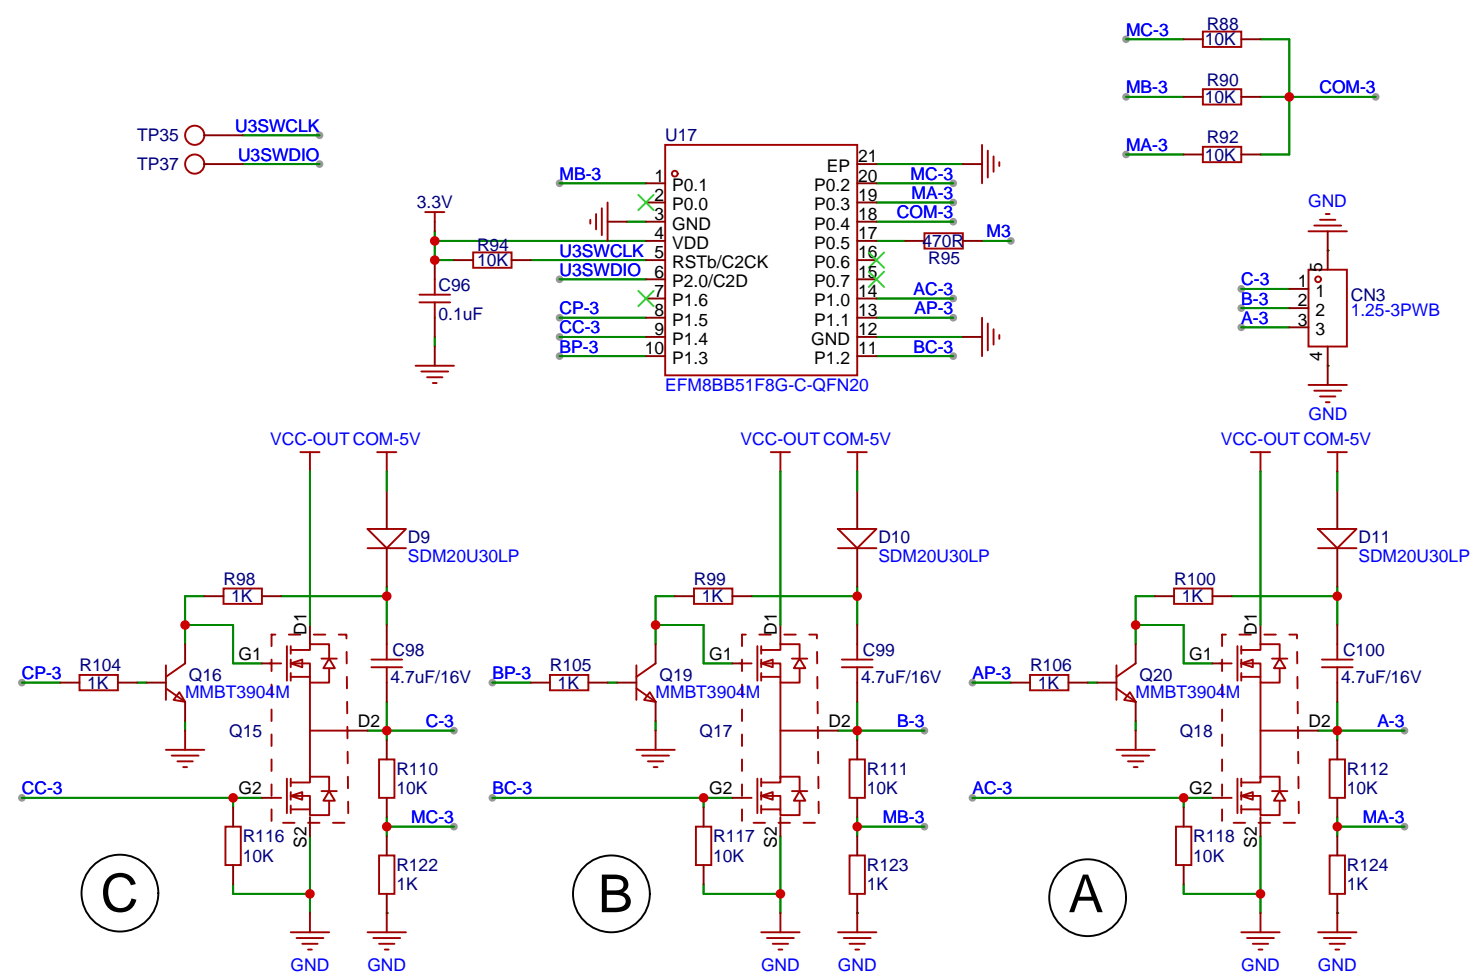 MC-3 R88
10K
MB-3 R90 COM-3
10K
MA-3 R92
10K
TP35 U3SWCLK
TP37 U3SWDIO
U17
MB-3 1 P0.1
2 P0.0
3 GND
4 VDD
U3SWCLK 5 RSTb/C2CK
U3SWDIO 6 P2.0/C2D
7 P1.6
CP-3 8 P1.5
CC-3 9 P1.4
BP-3 10 P1.3
EP 21
P0.2 20 MC-3
P0.3 19 MA-3
P0.4 18 COM-3
P0.5 17 470R M3
R95
P0.6 16
P0.7 15
P1.0 14 AC-3
P1.1 13 AP-3
GND 12
P1.2 11 BC-3
EFM8BB51F8G-C-QFN20
3.3V
R94
10K
C96
0.1uF
GND
5
C-3 1 1
B-3 2 2
A-3 3 3
CN3
1.25-3PWB
4
GND
VCC-OUT COM-5V
D9
SDM20U30LP
R98
1K
D1
G1
CP-3 R104
1K
Q16
MMBT3904M
C98
4.7uF/16V
Q15
D2 C-3
R110
10K
CC-3 G2
MC-3
R116
10K
S2
R122
1K
C
GND GND
VCC-OUT COM-5V
D10
SDM20U30LP
R99
1K
D1
G1
BP-3 R105
1K
Q19
MMBT3904M
C99
4.7uF/16V
Q17
D2 B-3
R111
10K
BC-3 G2
MB-3
R117
10K
S2
R123
1K
B
GND GND
VCC-OUT COM-5V
D11
SDM20U30LP
R100
1K
D1
G1
AP-3 R106
1K
Q20
MMBT3904M
C100
4.7uF/16V
Q18
D2 A-3
R112
10K
AC-3 G2
MA-3
R118
10K
S2
R124
1K
A
GND GND